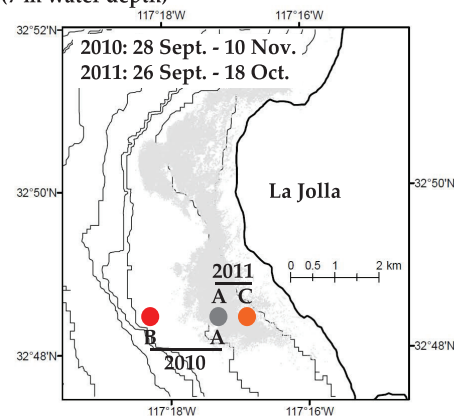 (7 m water depth)
117°18'W 117°16'W
32°52'N
2010: 28 Sept. - 10 Nov.
2011: 26 Sept. - 18 Oct.
32°50'N La Jolla 32°50'N
2011
0 0.5 1 2 km
A C
B A
2010
32°48'N 32°48'N
117°18'W 117°16'W